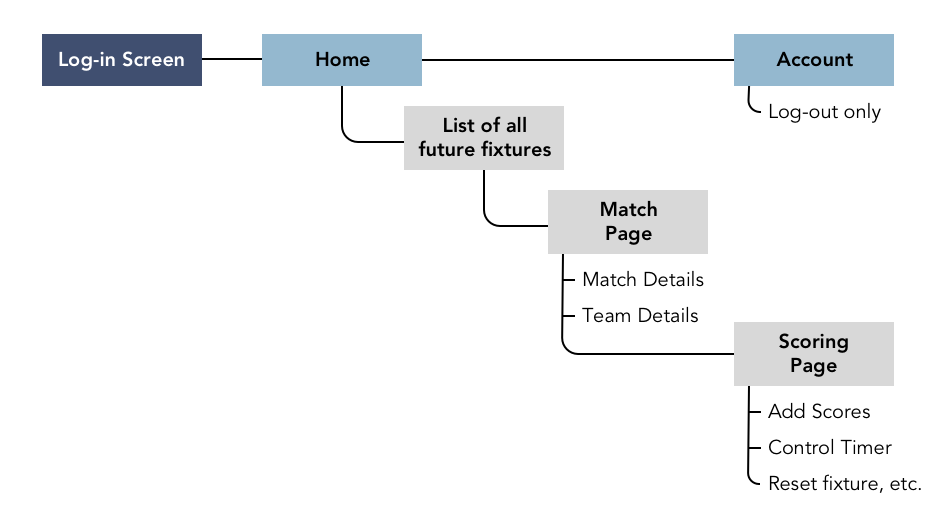 Log-in Screen
Home
Account
Log-out only
List of all
future fixtures
Match
Page
Match Details
Team Details
Scoring
Page
Add Scores
Control Timer
Reset fixture, etc.